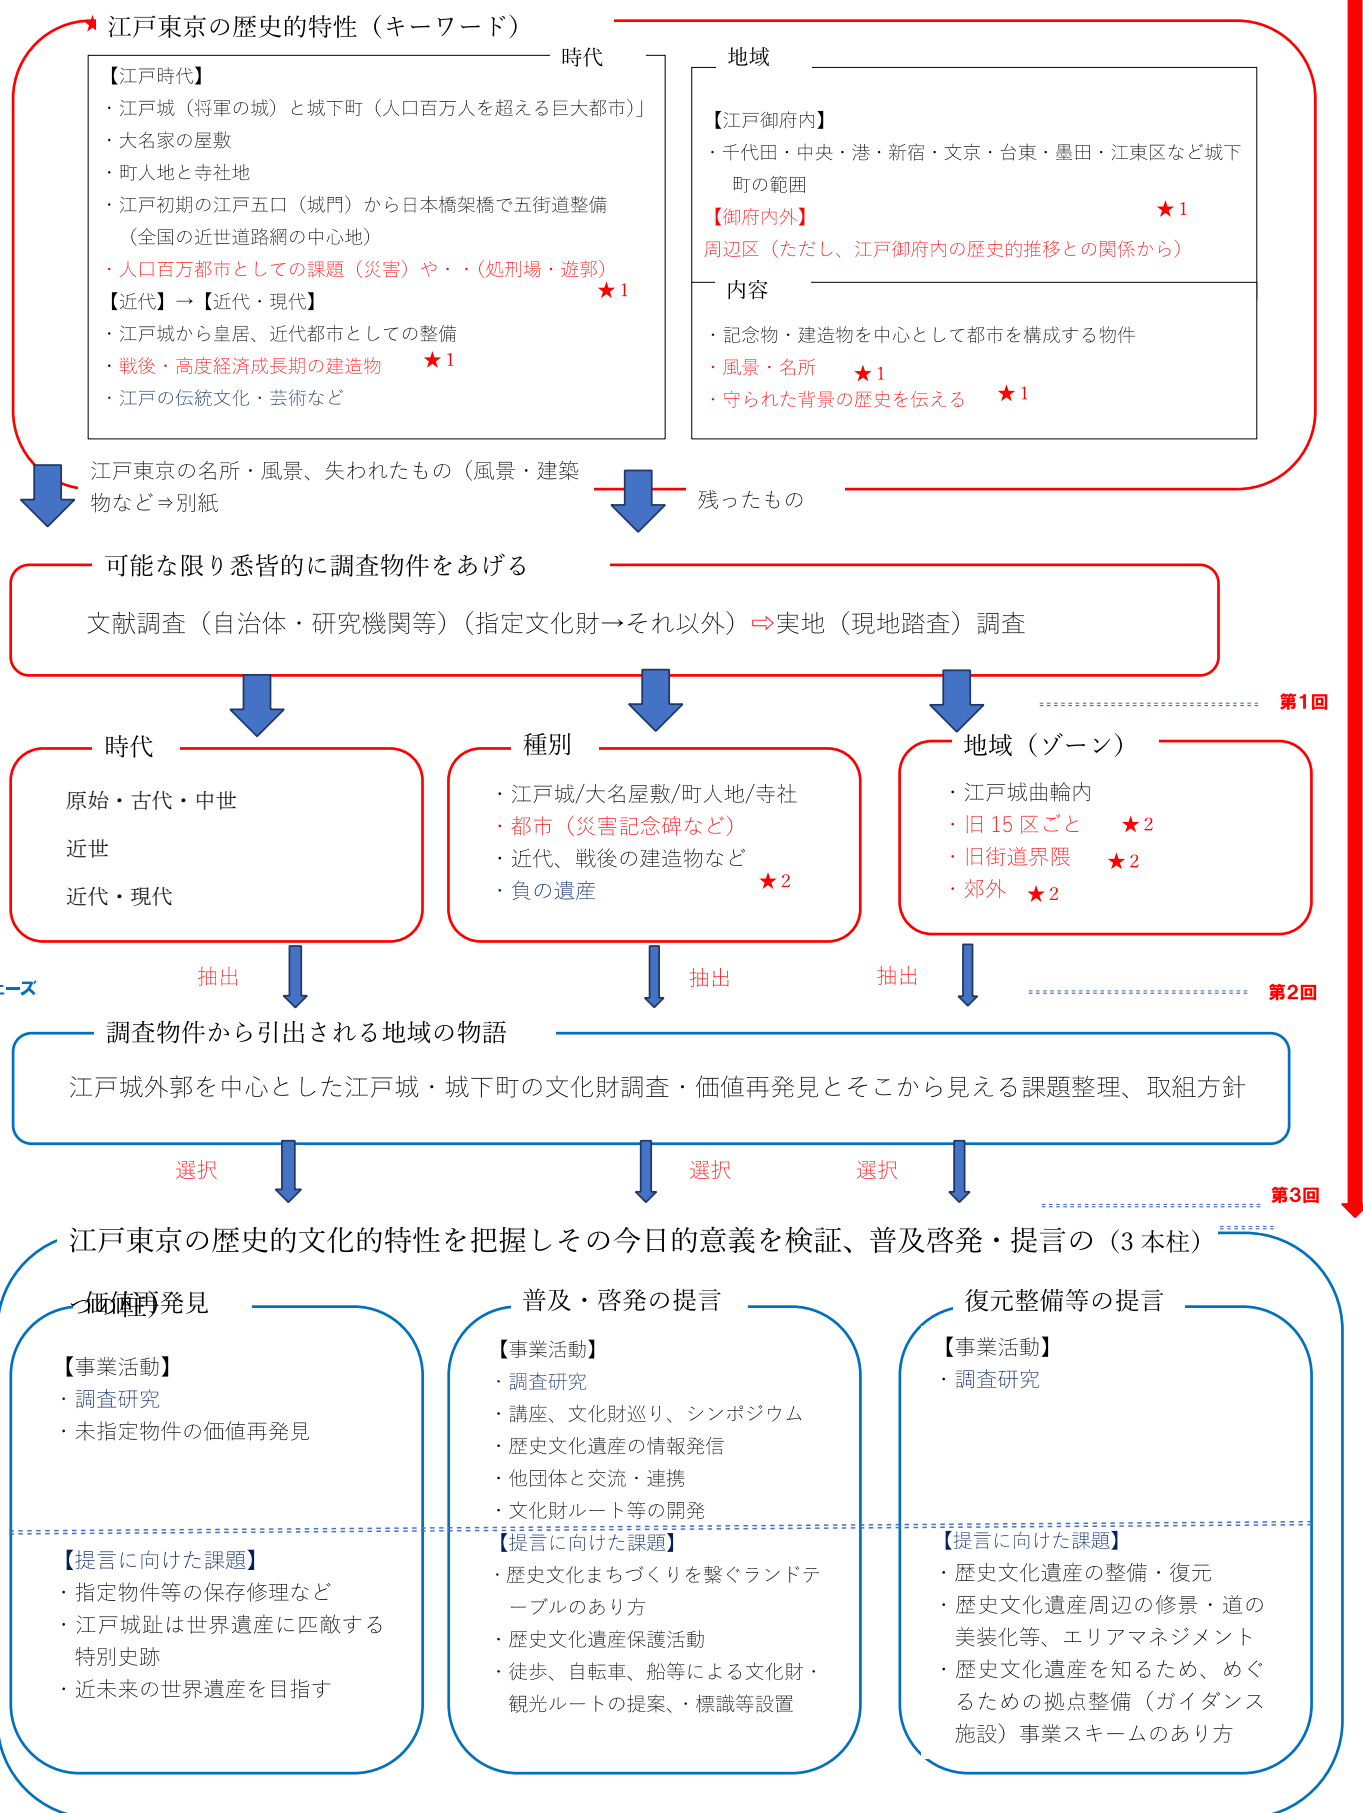 ★ 江戸東京の歴史的特性（キーワード）
時代
【江戸時代】
・江戸城（将軍の城）と城下町（人口百万人を超える巨大都市）」
・大名家の屋敷
・町人地と寺社地
・江戸初期の江戸五口（城門）から日本橋架橋で五街道整備
（全国の近世道路網の中心地）
・人口百万都市としての課題（災害）や・・（処刑場・遊郭）
★1
【近代】→【近代・現代】
・江戸城から皇居、近代都市としての整備
・戦後・高度経済成長期の建造物 ★1
・江戸の伝統文化・芸術など
地域
【江戸御府内】
・千代田・中央・港・新宿・文京・台東・墨田・江東区など城下
町の範囲
【御府内外】 ★1
周辺区（ただし、江戸御府内の歴史的推移との関係から）
内容
・記念物・建造物を中心として都市を構成する物件
・風景・名所 ★1
・守られた背景の歴史を伝える ★1
江戸東京の名所・風景、失われたもの（風景・建築
物など⇒別紙
残ったもの
可能な限り悉皆的に調査物件をあげる
文献調査（自治体・研究機関等）（指定文化財→それ以外）⇨実地（現地踏査）調査
第1回
時代
原始・古代・中世
近世
近代・現代
種別
・江戸城/大名屋敷/町人地/寺社
・都市（災害記念碑など）
・近代、戦後の建造物など
・負の遺産 ★2
地域（ゾーン）
・江戸城曲輪内
・旧 15 区ごと ★2
・旧街道界隈 ★2
・郊外 ★2
抽出 抽出 抽出
ーズ
第2回
調査物件から引出される地域の物語
江戸城外郭を中心とした江戸城・城下町の文化財調査・価値再発見とそこから見える課題整理、取組方針
選択 選択 選択
第3回
江戸東京の歴史的文化的特性を把握しその今日的意義を検証、普及啓発・提言の（3 本柱）
価値再発見
【事業活動】
・調査研究
・未指定物件の価値再発見
【提言に向けた課題】
・指定物件等の保存修理など
・江戸城趾は世界遺産に匹敵する
特別史跡
・近未来の世界遺産を目指す
普及・啓発の提言
【事業活動】
・調査研究
・講座、文化財巡り、シンポジウム
・歴史文化遺産の情報発信
・他団体と交流・連携
・文化財ルート等の開発
【提言に向けた課題】
・歴史文化まちづくりを繋ぐランドテ
ーブルのあり方
・歴史文化遺産保護活動
・徒歩、自転車、船等による文化財・
観光ルートの提案、・標識等設置
復元整備等の提言
【事業活動】
・調査研究
【提言に向けた課題】
・歴史文化遺産の整備・復元
・歴史文化遺産周辺の修景・道の
美装化等、エリアマネジメント
・歴史文化遺産を知るため、めぐ
るための拠点整備（ガイダンス
施設）事業スキームのあり方